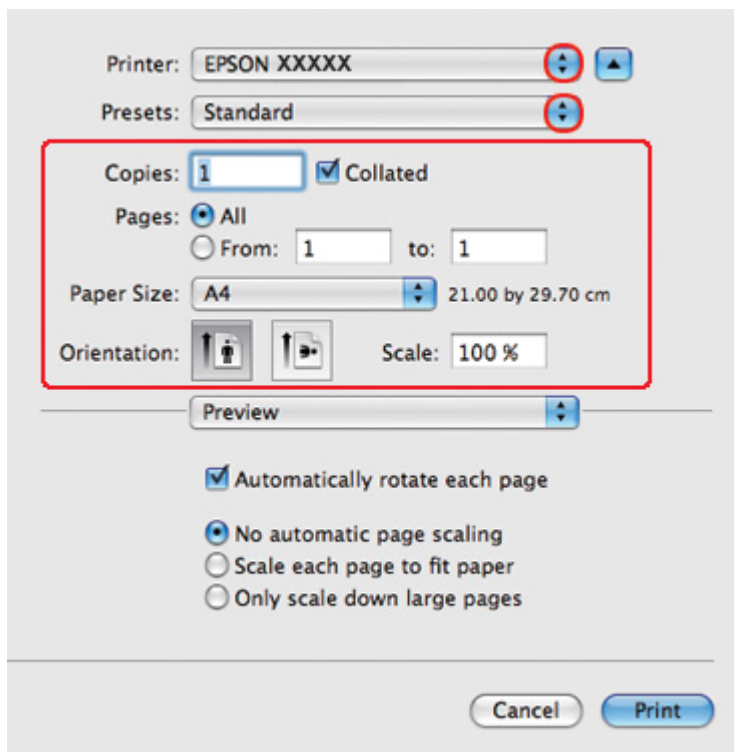 Printer: EPSON XXXXX
Presets: Standard
Copies: 1 Collated
Pages: All
From: 1 to: 1
Paper Size: A4 21.00 by 29.70 cm
Orientation: Scale: 100 %
Preview
Automatically rotate each page
No automatic page scaling
Scale each page to fit paper
Only scale down large pages
Cancel Print